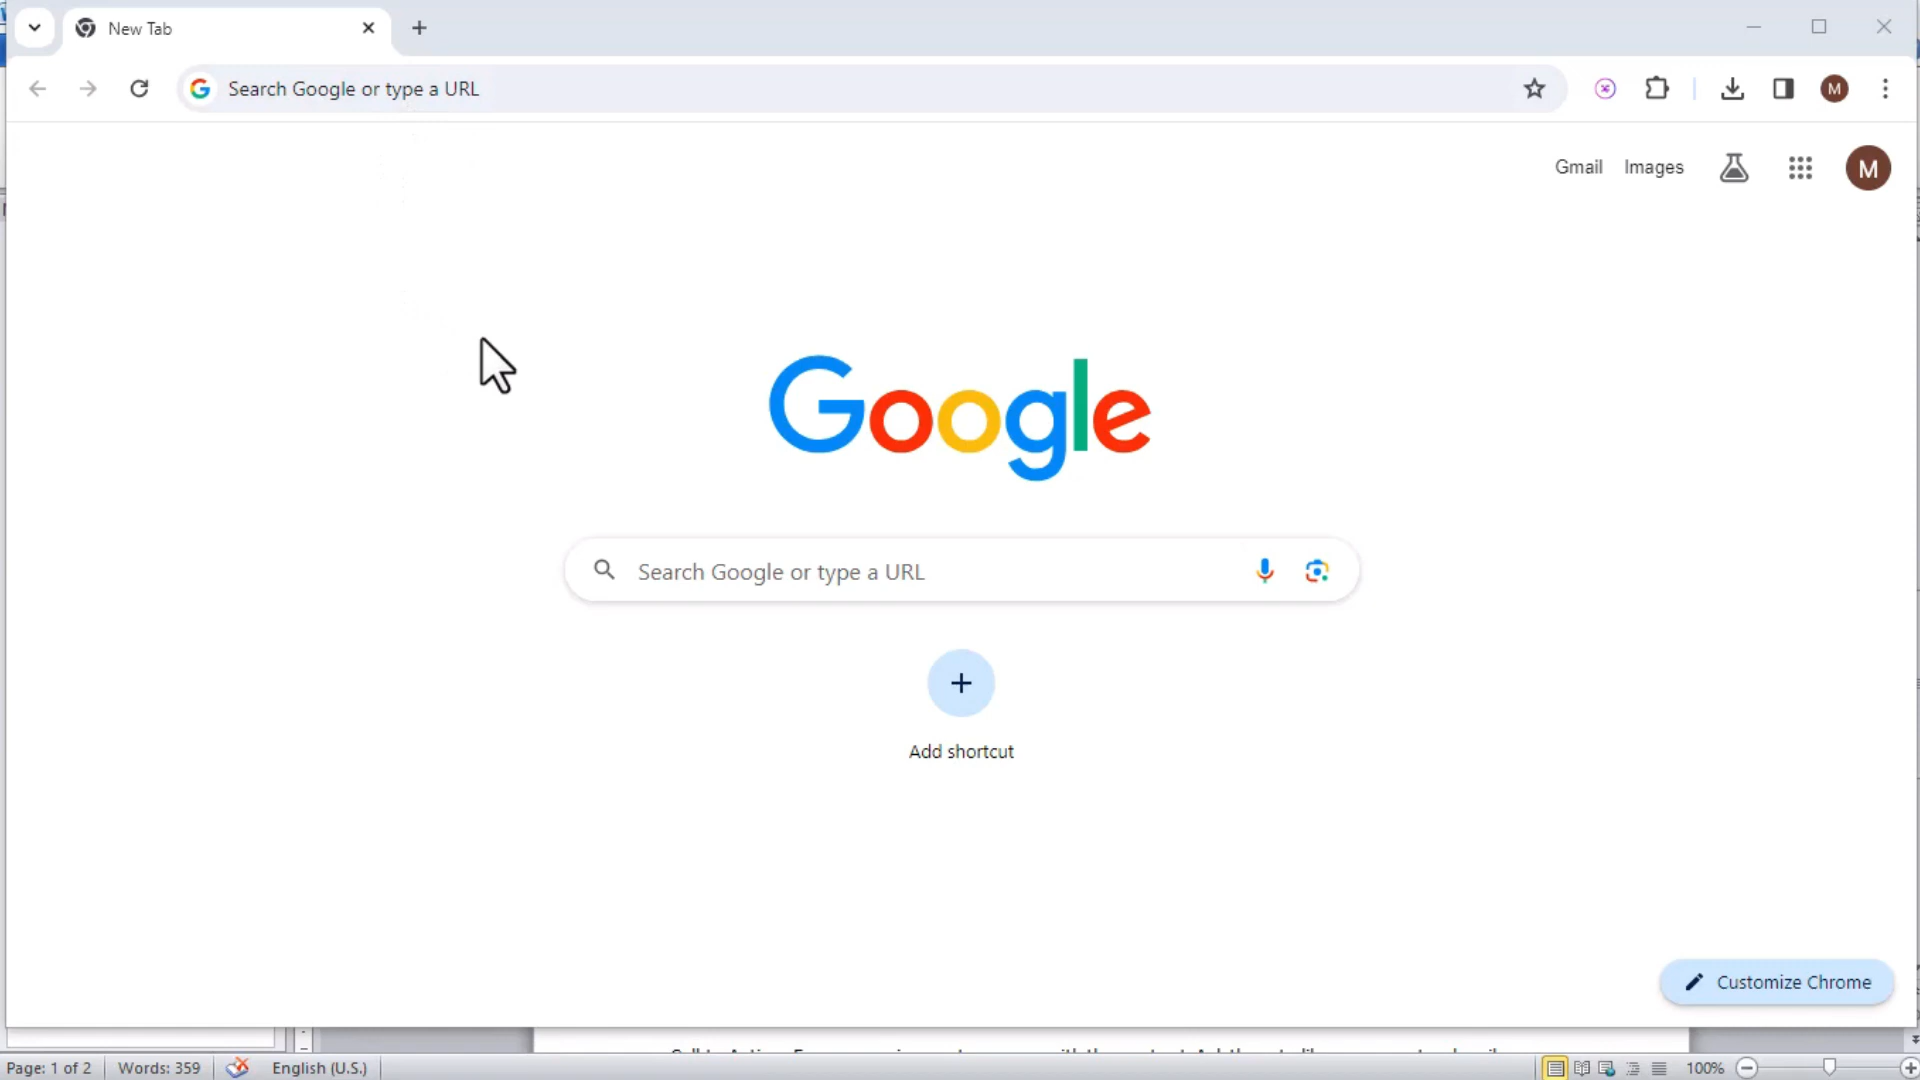 New Tab
Search Google or type a URL
M
Gmail Images
M
Google
Search Google or type a URL
Add shortcut
Customize Chrome
Page: 1 of 2 Words: 359 English (U.S.) 100%